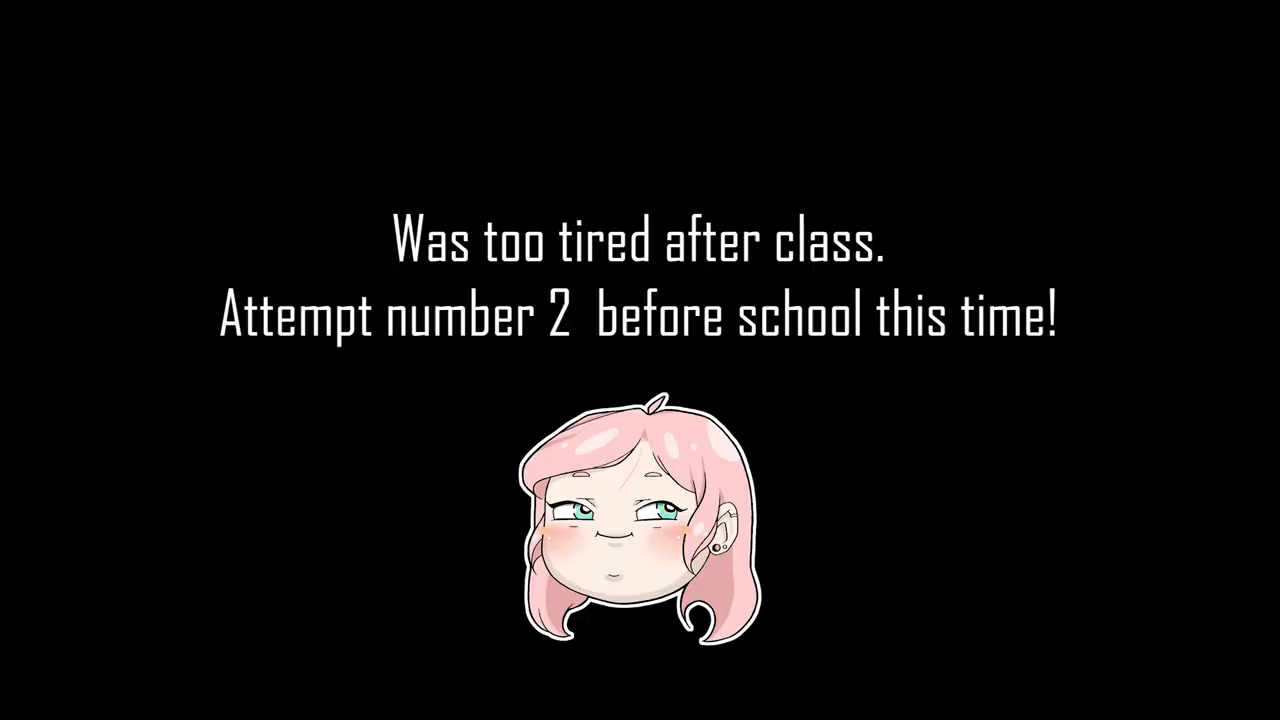 Was too tired after class.
Attempt number 2 before school this time!